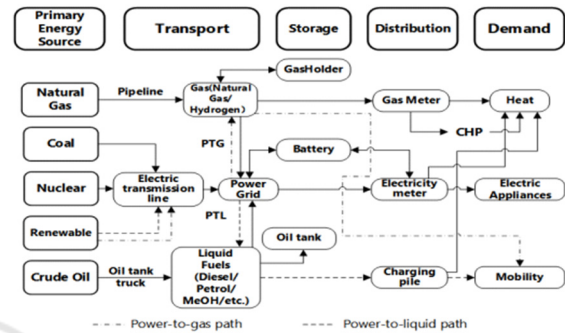 Primary
Energy
Source
Transport
Storage
Distribution
Demand
GasHolder
Natural
Gas
Pipeline
Gas(Natural
Gas/
Hydrogen)
Gas Meter
Heat
CHP
Coal
PTG
Battery
Nuclear
Electric
transmission
line
Power
Grid
Electricity
meter
Electric
Appliances
Renewable
PTL
Oil tank
Crude Oil
Oil tank
truck
Liquid
Fuels
(Diesel/
Petrol/
MeOH/etc.)
Charging
pile
Mobility
Power-to-gas path
Power-to-liquid path